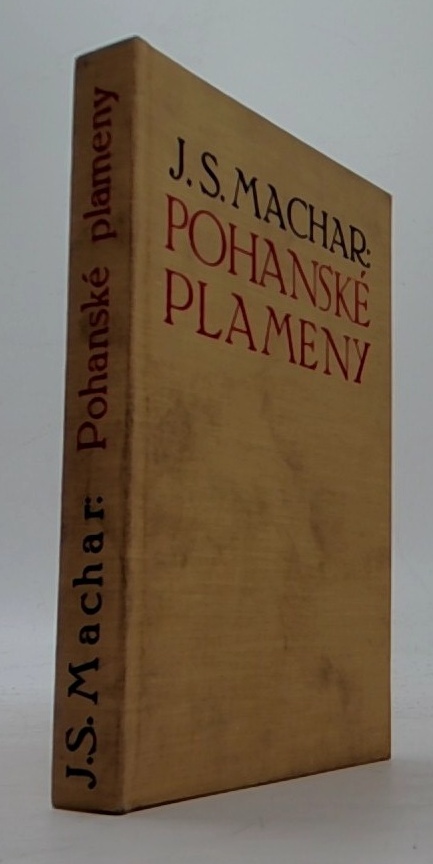 J.S. Machar: Pohanské plameny
J.S. MACHAR:
POHANSKÉ
PLAMENY